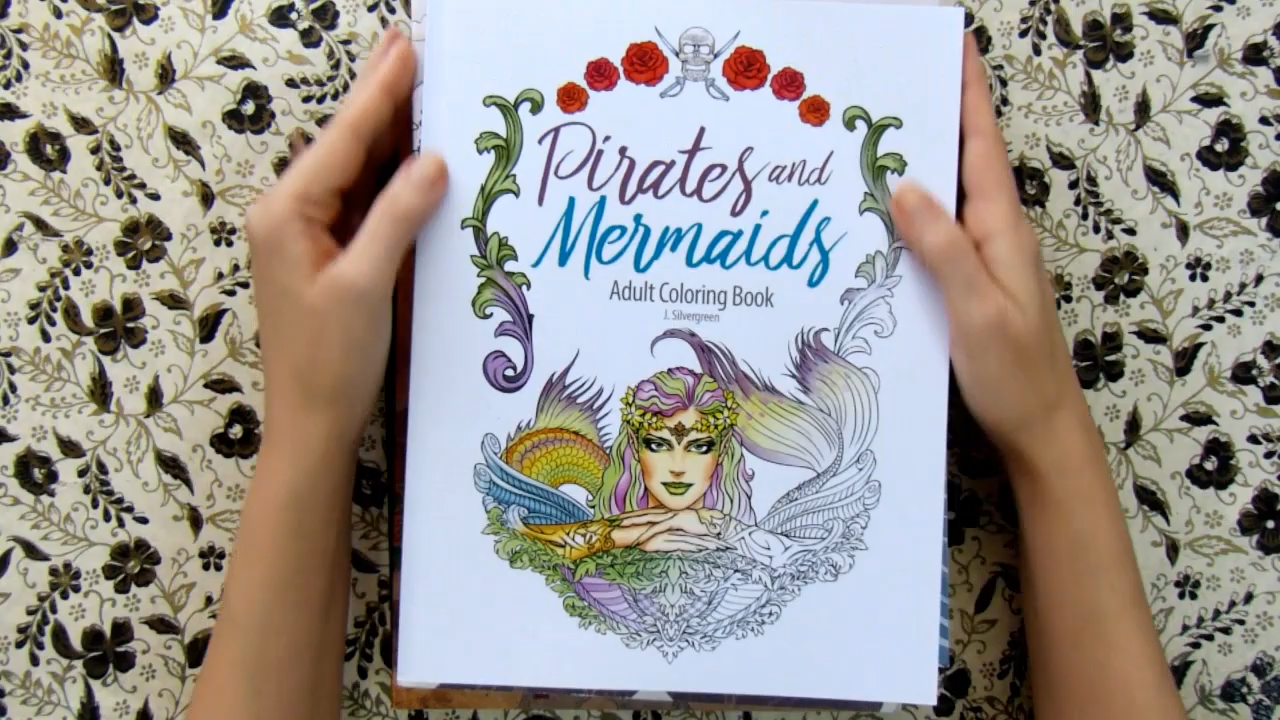 Pirates and
Mermaids
Adult Coloring Book
J. Silvergreen